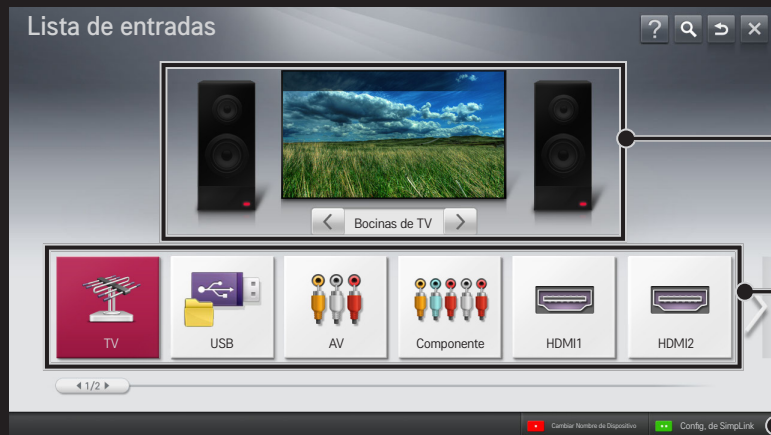 Lista de entradas
?
Bocinas de TV
TV USB AV Componente HDMI1 HDMI2
1/2
Cambiar Nombre de Dispositivo Config. de SimpLink